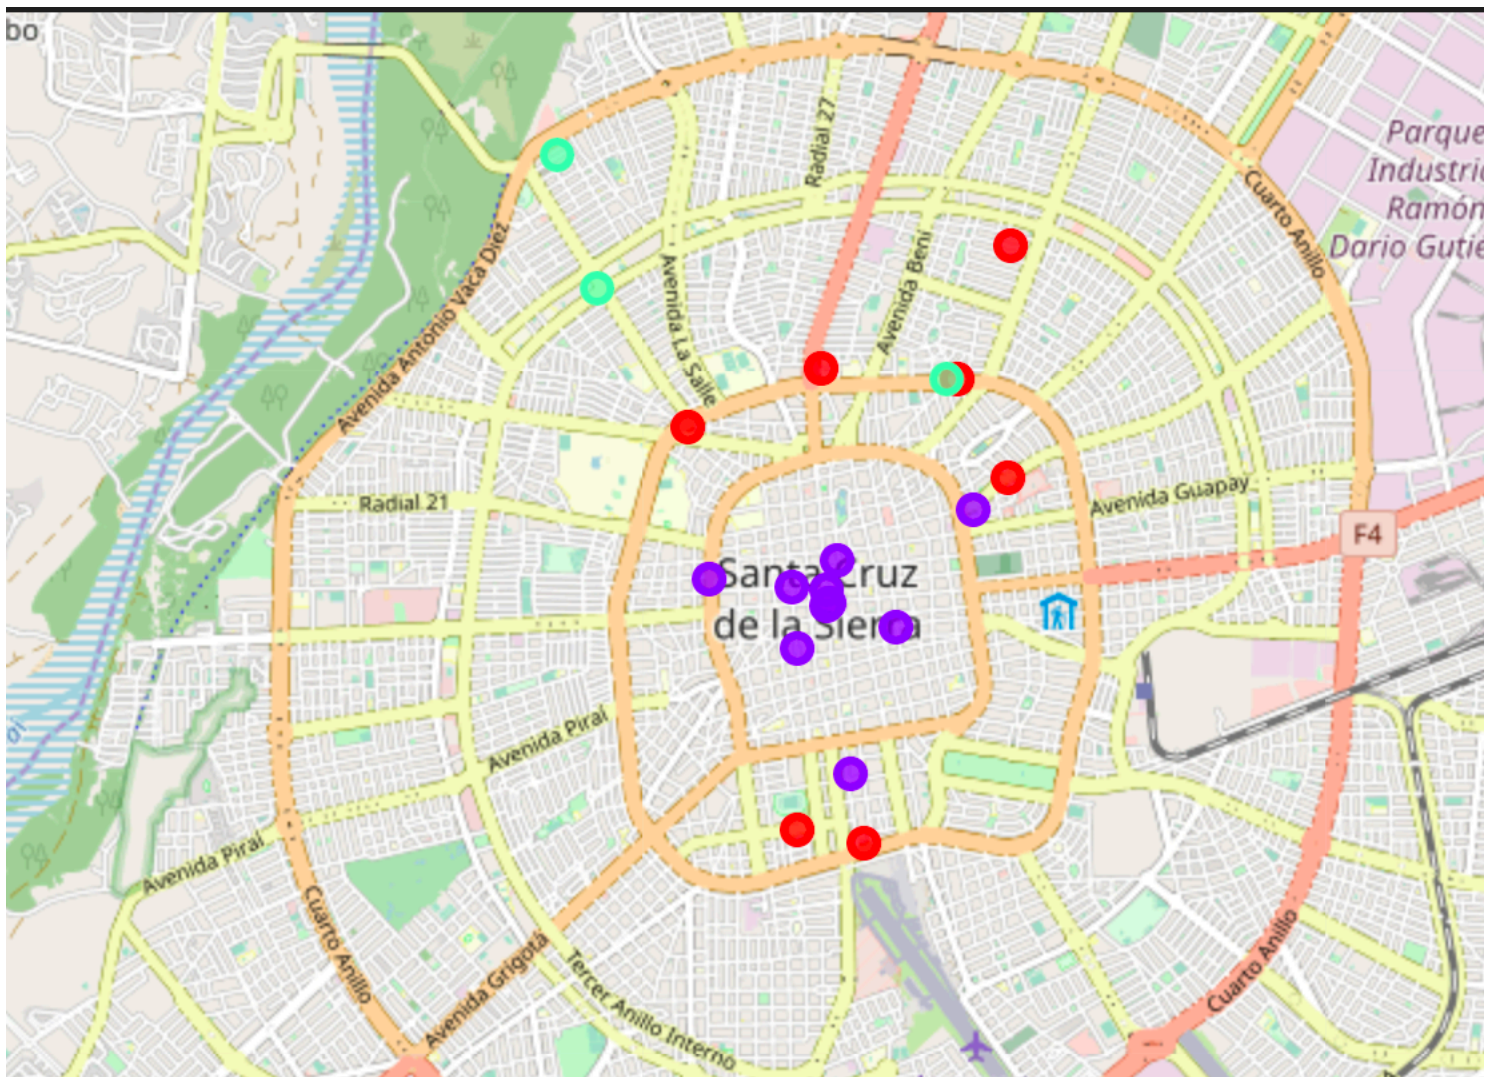 bo
Parque
Industri
Ramón
Dario Gutié
Cuarto Anillo
Radial 27
Avenida Antonio Vaca Díez
Avenida La Salle
Avenida Beni
Radial 21
Avenida Guapay
F4
Santa Cruz
de la Sierra
Avenida Piraí
Avenida Piraí
Cuarto Anillo
Avenida Grigotá
Tercer Anillo Interno
Cuarto Anillo